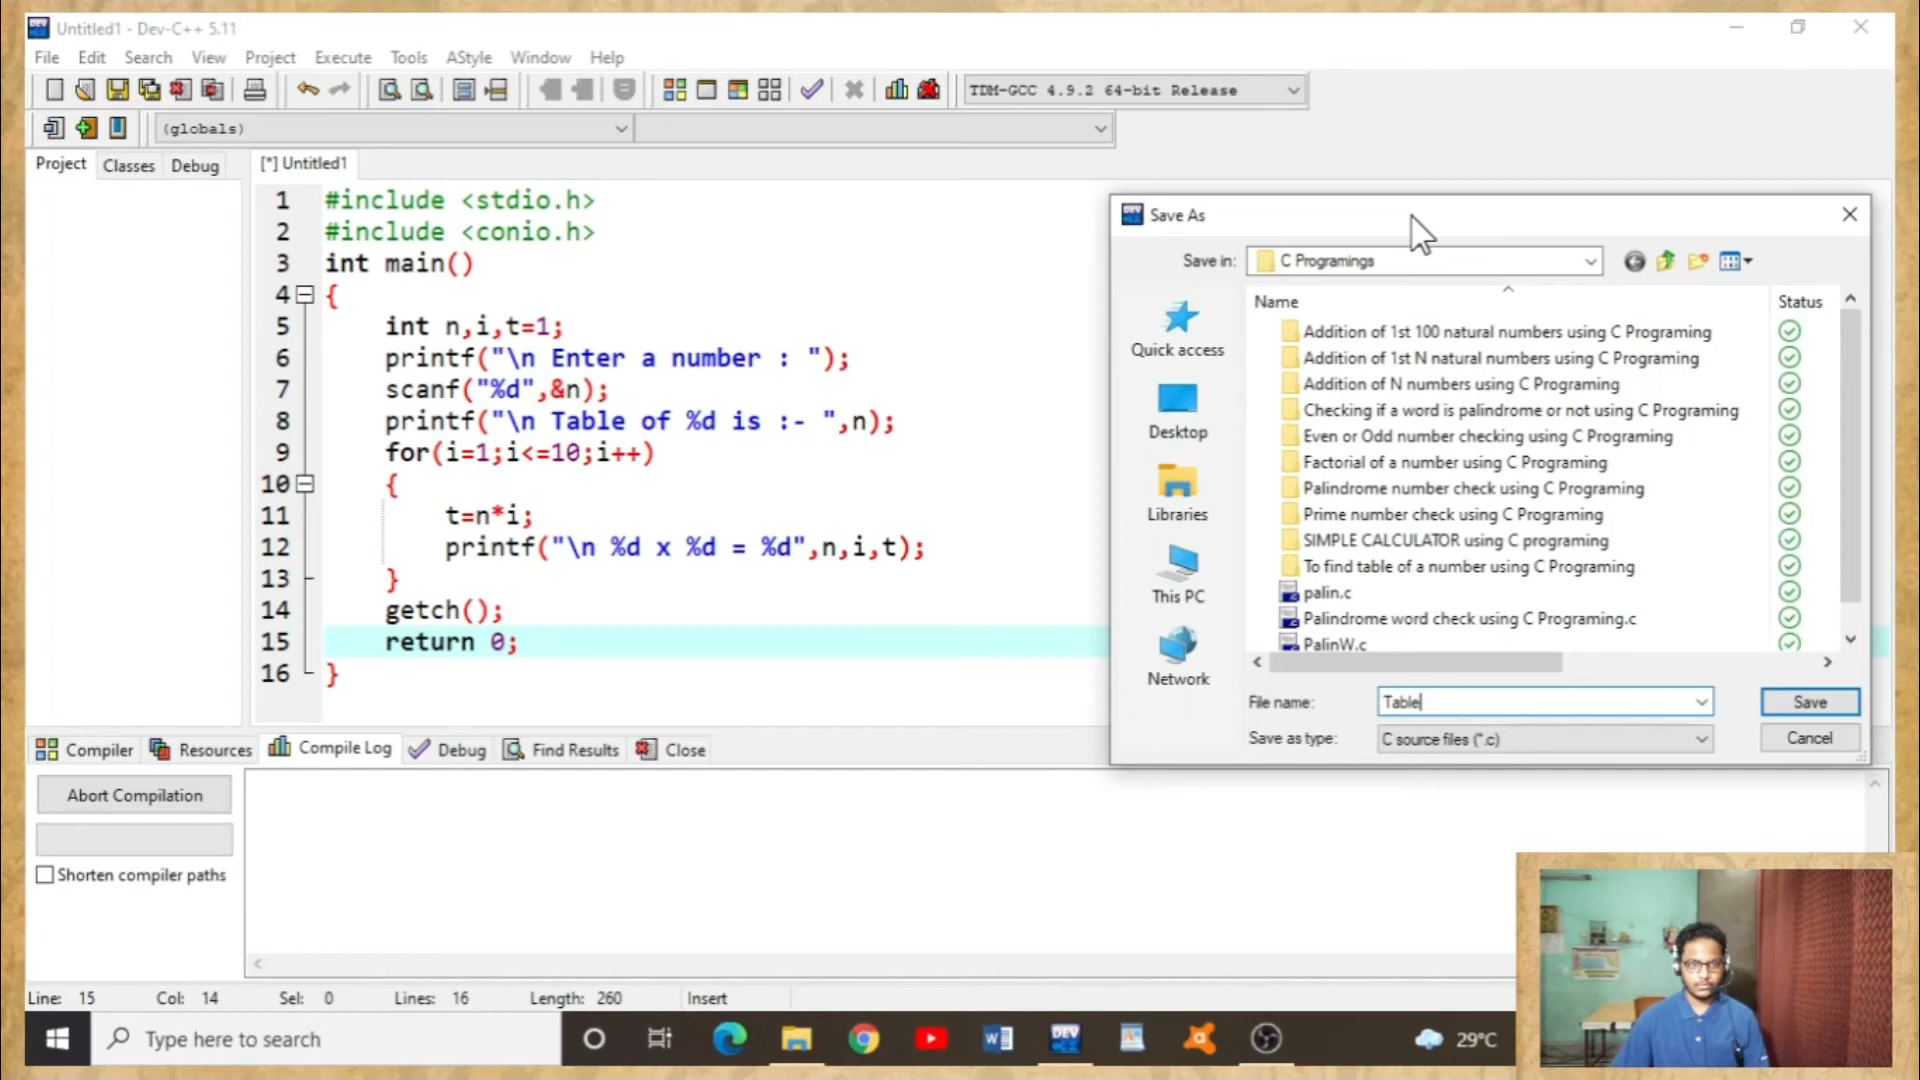 Untitled1 - Dev-C++ 5.11
File Edit Search View Project Execute Tools AStyle Window Help
TDM-GCC 4.9.2 64-bit Release
(globals)
Project Classes Debug
[*] Untitled1
1 #include <stdio.h>
2 #include <conio.h>
3 int main()
4 {
5 int n,i,t=1;
6 printf("\n Enter a number : ");
7 scanf("%d",&n);
8 printf("\n Table of %d is :- ",n);
9 for(i=1;i<=10;i++)
10 {
11 t=n*i;
12 printf("\n %d x %d = %d",n,i,t);
13 }
14 getch();
15 return 0;
16 }
Save As
Save in: C Programings
Quick access
Desktop
Libraries
This PC
Network
Name Status
Addition of 1st 100 natural numbers using C Programing
Addition of 1st N natural numbers using C Programing
Addition of N numbers using C Programing
Checking if a word is palindrome or not using C Programing
Even or Odd number checking using C Programing
Factorial of a number using C Programing
Palindrome number check using C Programing
Prime number check using C Programing
SIMPLE CALCULATOR using C programing
To find table of a number using C Programing
palin.c
Palindrome word check using C Programing.c
PalinW.c
File name: Table Save
Save as type: C source files (*.c) Cancel
Compiler Resources Compile Log Debug Find Results Close
Abort Compilation
Shorten compiler paths
Line: 15 Col: 14 Sel: 0 Lines: 16 Length: 260 Insert
Type here to search
DEV
29°C